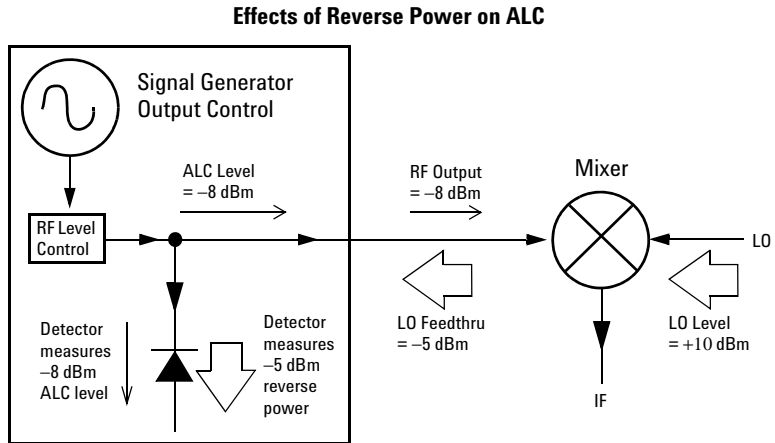 Effects of Reverse Power on ALC
Signal Generator
Output Control
ALC Level
= −8 dBm
RF Output
= −8 dBm
Mixer
RF Level
Control
LO
LO Feedthru
= −5 dBm
LO Level
= +10 dBm
Detector
measures
−8 dBm
ALC level
Detector
measures
−5 dBm
reverse
power
IF